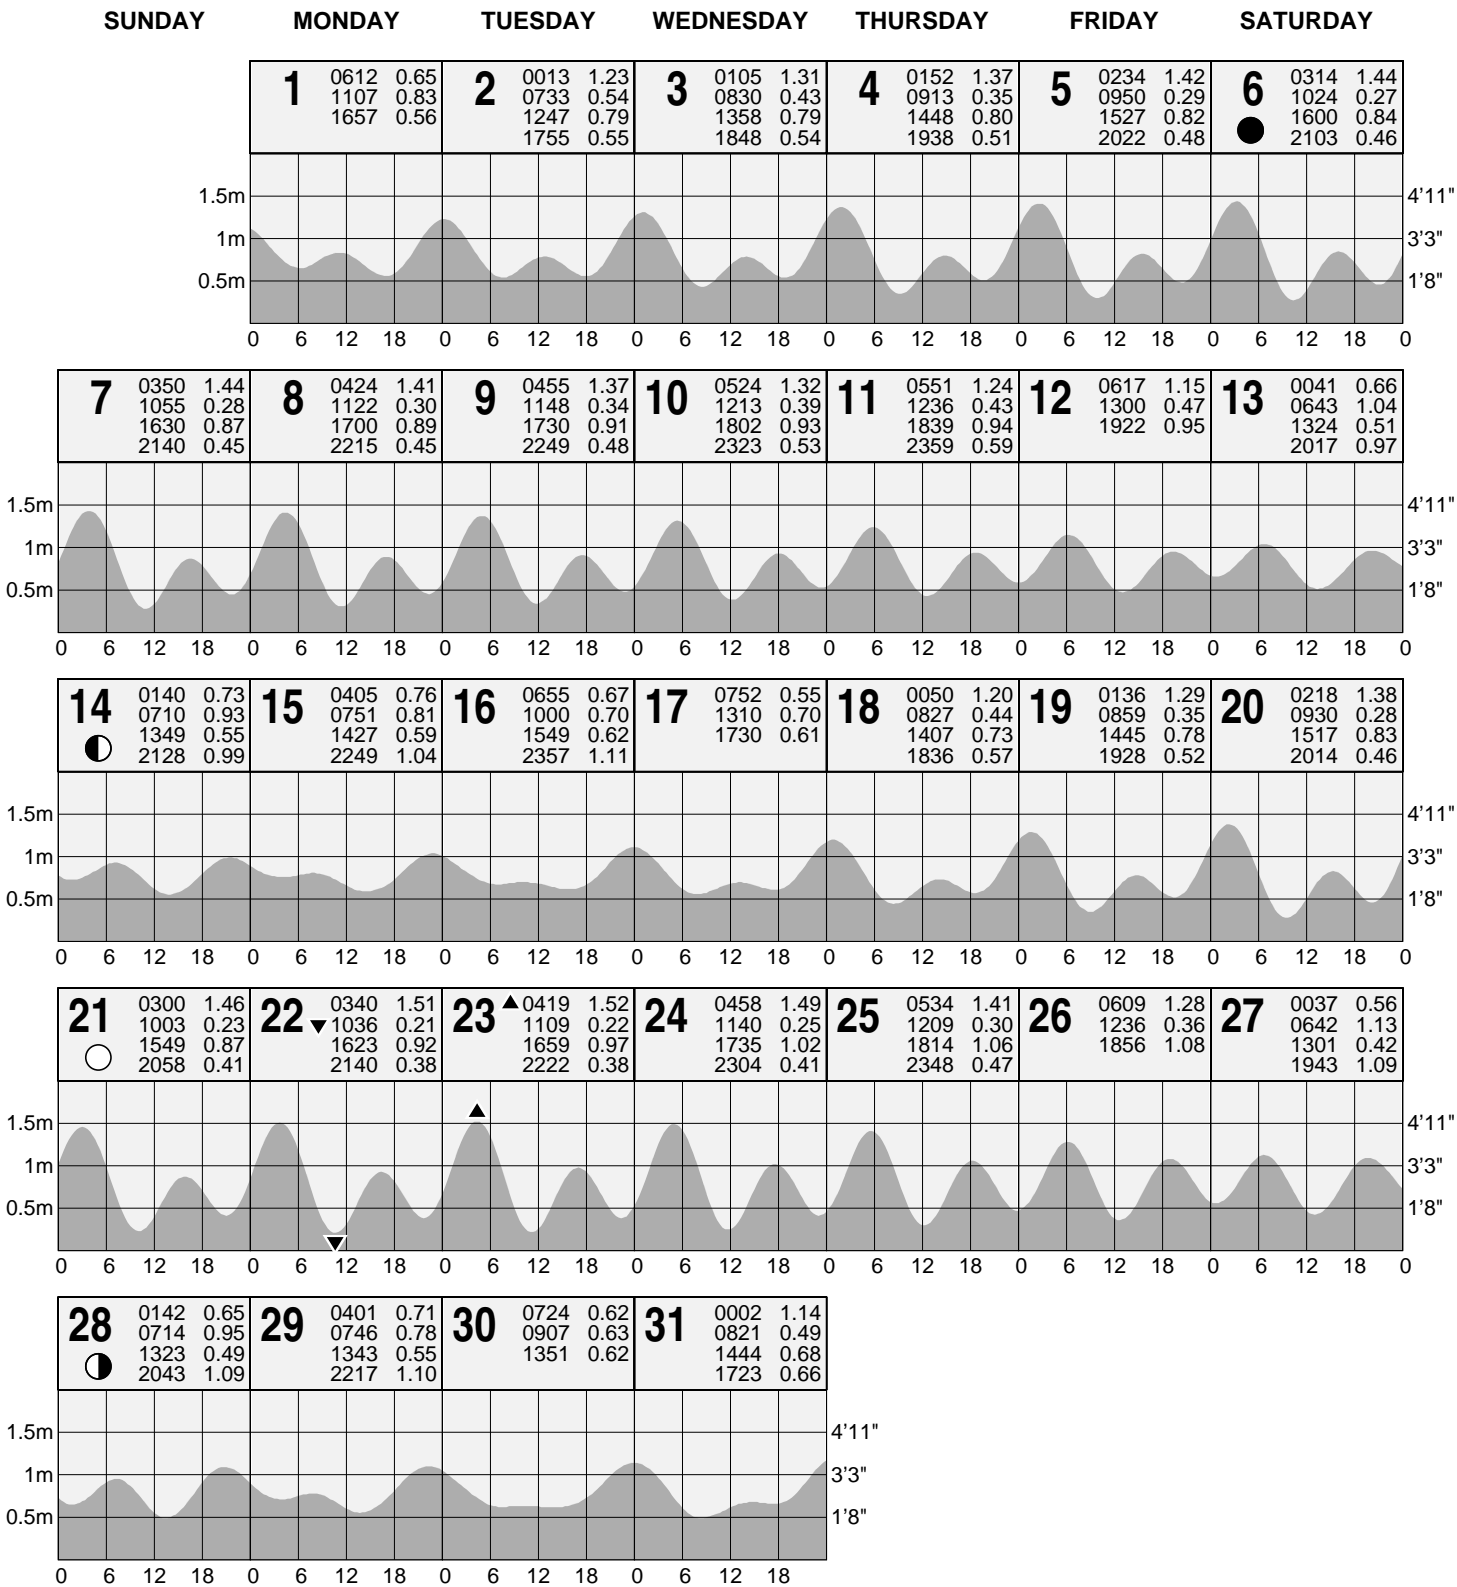 SUNDAY MONDAY TUESDAY WEDNESDAY THURSDAY FRIDAY SATURDAY
1 0612 0.65
1107 0.83
1657 0.56
2 0013 1.23
0733 0.54
1247 0.79
1755 0.55
3 0105 1.31
0830 0.43
1358 0.79
1848 0.54
4 0152 1.37
0913 0.35
1448 0.80
1938 0.51
5 0234 1.42
0950 0.29
1527 0.82
2022 0.48
6 0314 1.44
1024 0.27
1600 0.84
2103 0.46
1.5m 4'11"
1m 3'3"
0.5m 1'8"
0 6 12 18 0 6 12 18 0 6 12 18 0 6 12 18 0 6 12 18 0 6 12 18 0
7 0350 1.44
1055 0.28
1630 0.87
2140 0.45
8 0424 1.41
1122 0.30
1700 0.89
2215 0.45
9 0455 1.37
1148 0.34
1730 0.91
2249 0.48
10 0524 1.32
1213 0.39
1802 0.93
2323 0.53
11 0551 1.24
1236 0.43
1839 0.94
2359 0.59
12 0617 1.15
1300 0.47
1922 0.95
13 0041 0.66
0643 1.04
1324 0.51
2017 0.97
1.5m 4'11"
1m 3'3"
0.5m 1'8"
0 6 12 18 0 6 12 18 0 6 12 18 0 6 12 18 0 6 12 18 0 6 12 18 0 6 12 18 0
14 0140 0.73
0710 0.93
1349 0.55
2128 0.99
15 0405 0.76
0751 0.81
1427 0.59
2249 1.04
16 0655 0.67
1000 0.70
1549 0.62
2357 1.11
17 0752 0.55
1310 0.70
1730 0.61
18 0050 1.20
0827 0.44
1407 0.73
1836 0.57
19 0136 1.29
0859 0.35
1445 0.78
1928 0.52
20 0218 1.38
0930 0.28
1517 0.83
2014 0.46
1.5m 4'11"
1m 3'3"
0.5m 1'8"
0 6 12 18 0 6 12 18 0 6 12 18 0 6 12 18 0 6 12 18 0 6 12 18 0 6 12 18 0
21 0300 1.46
1003 0.23
1549 0.87
2058 0.41
22 0340 1.51
1036 0.21
1623 0.92
2140 0.38
23 0419 1.52
1109 0.22
1659 0.97
2222 0.38
24 0458 1.49
1140 0.25
1735 1.02
2304 0.41
25 0534 1.41
1209 0.30
1814 1.06
2348 0.47
26 0609 1.28
1236 0.36
1856 1.08
27 0037 0.56
0642 1.13
1301 0.42
1943 1.09
1.5m 4'11"
1m 3'3"
0.5m 1'8"
0 6 12 18 0 6 12 18 0 6 12 18 0 6 12 18 0 6 12 18 0 6 12 18 0 6 12 18 0
28 0142 0.65
0714 0.95
1323 0.49
2043 1.09
29 0401 0.71
0746 0.78
1343 0.55
2217 1.10
30 0724 0.62
0907 0.63
1351 0.62
31 0002 1.14
0821 0.49
1444 0.68
1723 0.66
1.5m 4'11"
1m 3'3"
0.5m 1'8"
0 6 12 18 0 6 12 18 0 6 12 18 0 6 12 18